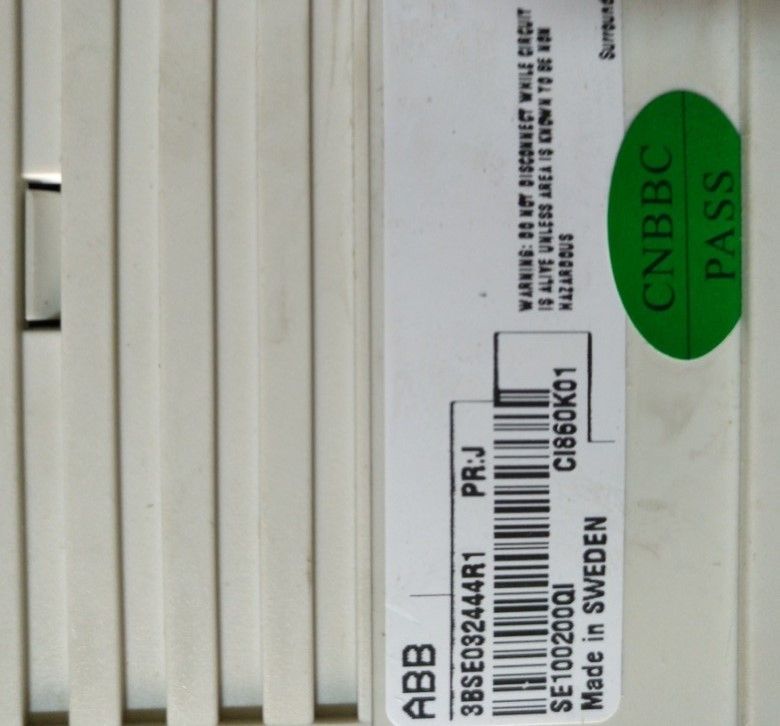 ABB
3BSE032444R1 PR:J
SE100200QI CI860K01
Made in SWEDEN
WARNING: DO NOT DISCONNECT WHILE CIRCUIT
IS ALIVE UNLESS AREA IS KNOWN TO BE NON
HAZARDOUS
CNBBC
PASS